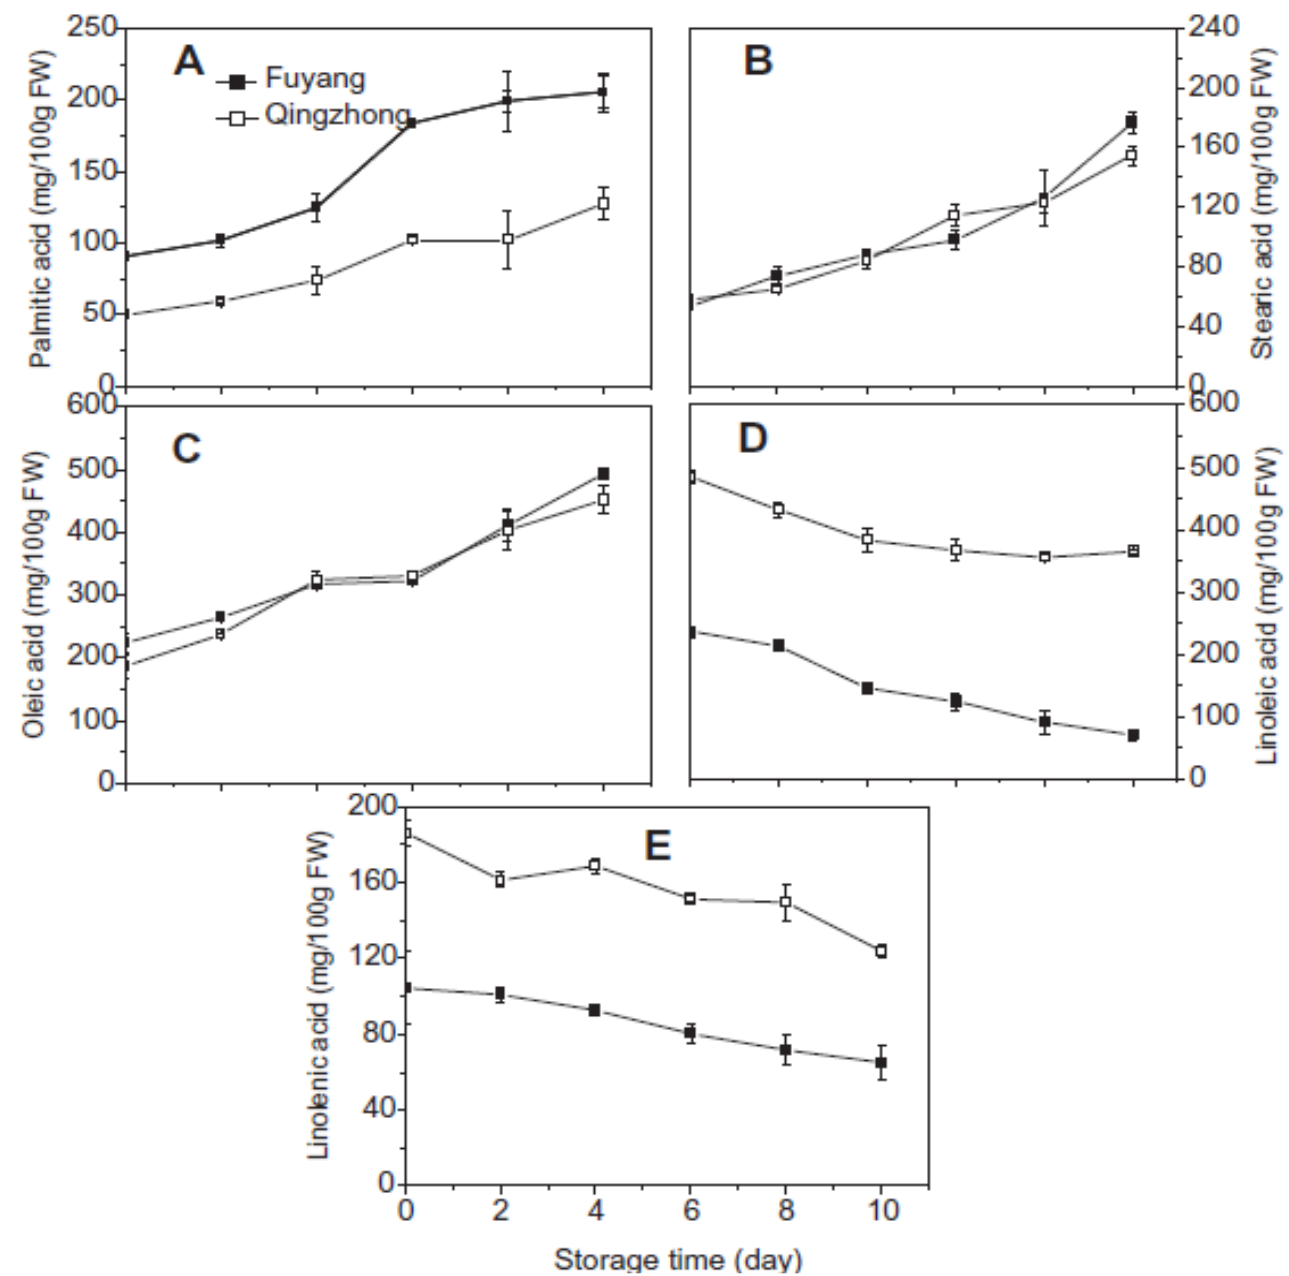 A
Fuyang
Qingzhong
Palmitic acid (mg/100g FW)
250
200
150
100
50
0
B
Stearic acid (mg/100g FW)
240
200
160
120
80
40
0
C
Oleic acid (mg/100g FW)
600
500
400
300
200
100
0
D
Linoleic acid (mg/100g FW)
600
500
400
300
200
100
0
E
Linolenic acid (mg/100g FW)
200
160
120
80
40
0
0 2 4 6 8 10
Storage time (day)